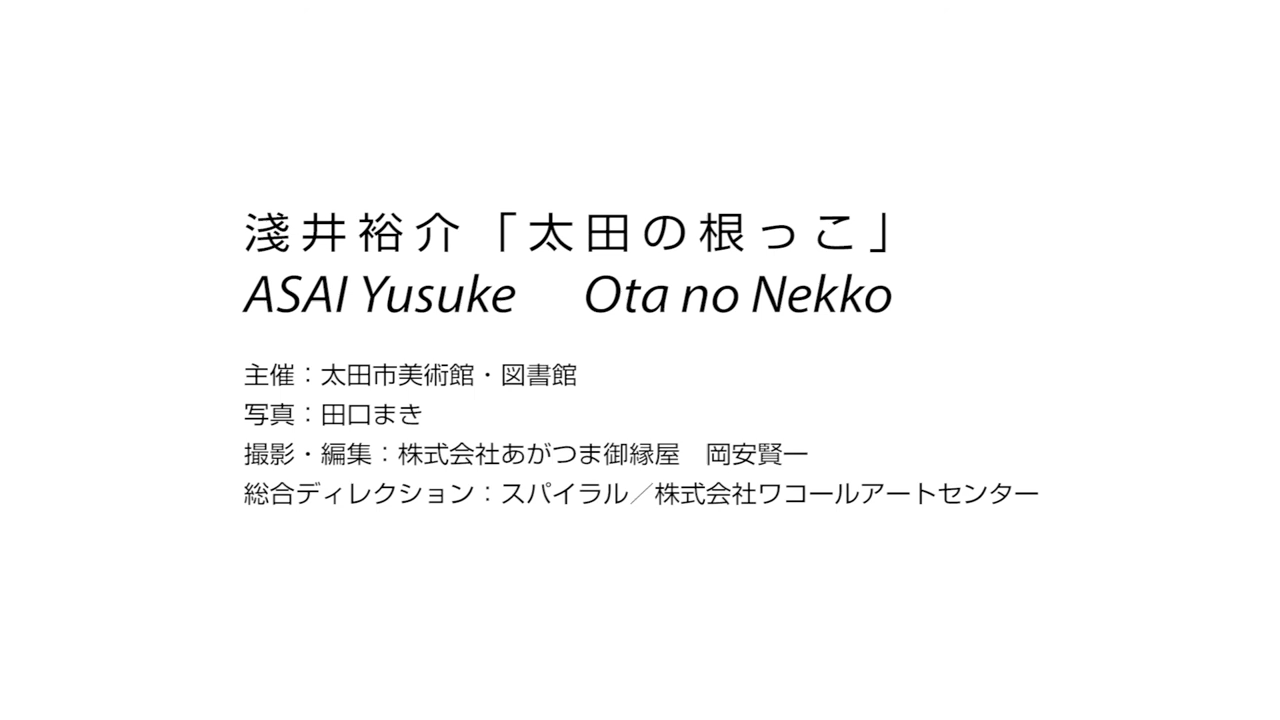 淺井裕介「太田の根っこ」
ASAI Yusuke Ota no Nekko
主催：太田市美術館・図書館
写真：田口まき
撮影・編集：株式会社あがつま御縁屋　岡安賢一
総合ディレクション：スパイラル／株式会社ワコールアートセンター